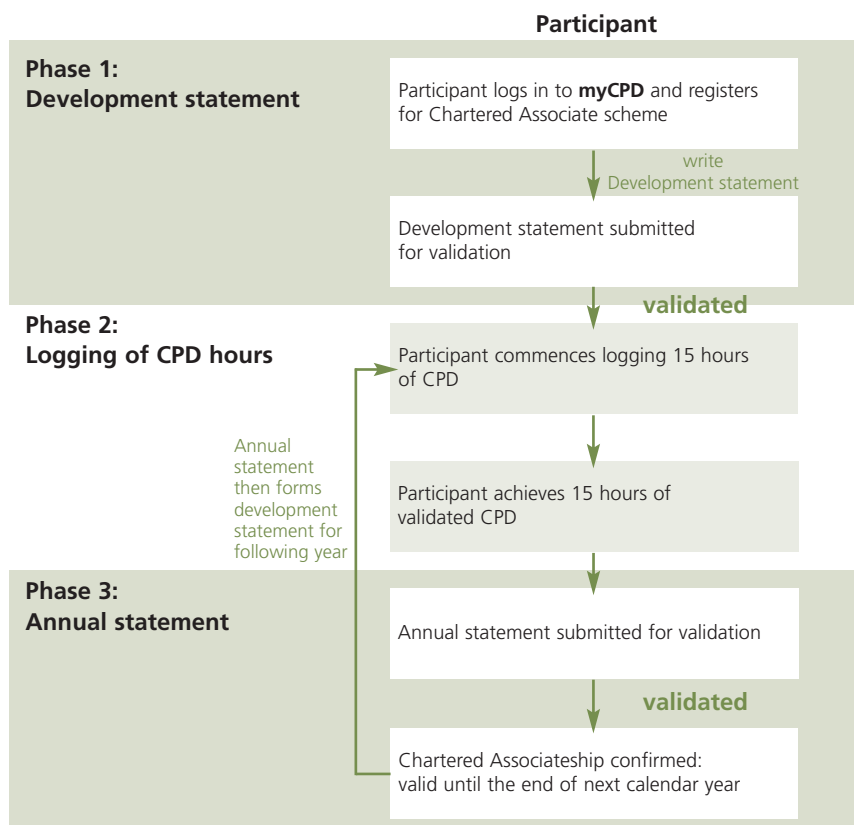 Participant
Phase 1:
Development statement
Participant logs in to myCPD and registers
for Chartered Associate scheme
write
Development statement
Development statement submitted
for validation
validated
Phase 2:
Logging of CPD hours
Participant commences logging 15 hours
of CPD
Annual
statement
then forms
development
statement for
following year
Participant achieves 15 hours of
validated CPD
Phase 3:
Annual statement
Annual statement submitted for validation
validated
Chartered Associateship confirmed:
valid until the end of next calendar year